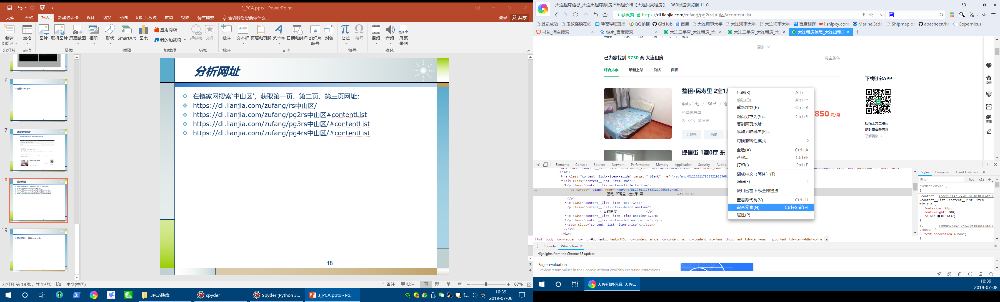 3_PCA.pptx - PowerPoint
文件 开始 插入 新建选项卡 设计 切换 动画 幻灯片放映 审阅 视图 情节提要 告诉我您想要做什么... 登录 共享
新建 幻灯片 表格 图片 联机图片 屏幕截图 相册 形状 SmartArt 图表 应用商店 我的加载项 超链接 动作 批注 文本框 页眉和页脚 艺术字 日期和时间 幻灯片 编号 对象 公式 符号 视频 音频 屏幕 录制
幻灯片 表格 图像 插图 加载项 链接 批注 文本 符号 媒体
16
请看example
17
数据定向爬取
18
分析网址
19
开始爬吧，请看example
分析网址
在链家网搜索‘中山区’，获取第一页、第二页、第三页网址：
https://dl.lianjia.com/zufang/rs中山区/
https://dl.lianjia.com/zufang/pg2rs中山区#contentList
https://dl.lianjia.com/zufang/pg3rs中山区/#contentList
https://dl.lianjia.com/zufang/pg4rs中山区/#contentList
18
幻灯片 第 18 张，共 19 张 中文(中国) 备注 批注 87%
3PCA降维 spyder Spyder (Python 3... 3_PCA.pptx - Po... 英 10:39
2019-07-08
大连租房信息_大连出租房源|房屋出租价格【大连贝壳租房】 - 360极速浏览器 11.0
证 链家网 https://dl.lianjia.com/zufang/pg2rs中山区/#contentList
登录成功 鬼叔怪谈在线 哔哩哔哩直播 QQ邮箱 GitHub 百度 大连海事大学 大连海事大学 大连海事大学 百度翻译 i.shipxy.com MarineCada Shipmap.or apachecn/ka Copernicus
书包_淘宝搜索 链家_百度搜索 大连二手房_大连租房_大 大连二手房_大连租房_大 大连租房信息_大连出租房
更多
已为您找到 3730 套 大连租房 清空条件
综合排序 最新上架 价格 面积
整租·民寿里 2室1厅
中山-二七 / 56㎡ / 南
小当家房屋
3个月前发布
近地铁 精装
850 元/月
捷信街 1室0厅 东
下载链家APP
扫描上方二维码
随时查看新房源
了解更多
卖房
客服
后退(B) Alt+←
前进(O) Alt+→
重新加载(R) Ctrl+R
网页另存为(S)... Ctrl+S
复制网页地址
添加到收藏夹(F)...
切换兼容性模式
全选(A) Ctrl+A
查找... Ctrl+F
打印(I) Ctrl+P
翻成中文（简体）(T)
编码(E)
使用迅雷下载全部链接
查看源代码(V) Ctrl+U
审查元素(N) Ctrl+Shift+I
属性(P)
Elements Console Sources Network Performance Memory Application Security Audits
"3730">
<a class="content__list--item--aside" target="_blank" href="/zufang/DL2230117838322925568.
<div class="content__list--item--main">
<p class="content__list--item--title twoline">
<a target="_blank" href="/zufang/DL2230117838322925568.html">
整租·民寿里 2室1厅 南 </a> == $0
</p>
<p class="content__list--item--des">…</p>
<p class="content__list--item--brand oneline">
小当家房屋 </p>
<p class="content__list--item--time oneline">…</p>
<p class="content__list--item--bottom oneline">…</p>
<span class="content__list--item-price">…</span>
</div>
</div>
html body div.wrapper div div#content.content.w1150 div.content__article div.content__list div.content__list--item div.content__list--item--main p.content__list--item--title.twoline a
Styles Computed Event Listeners
Filter :hov .cls
element.style {
}
.content index.css?_v=20…7051038312d2:1
.content__list .content__list--item--
title a {
font-size: 20px;
font-weight: 700;
color: #101d37;
}
a, common.css?_v=2…7051038312d2:1
a:hover {
text-decoration: none;
}
Console What's New
Highlights from the Chrome 68 update
Eager evaluation
Preview return values in the Console without explicitly executing expressions
大连租房信息_大连... 10:39
2019-07-08